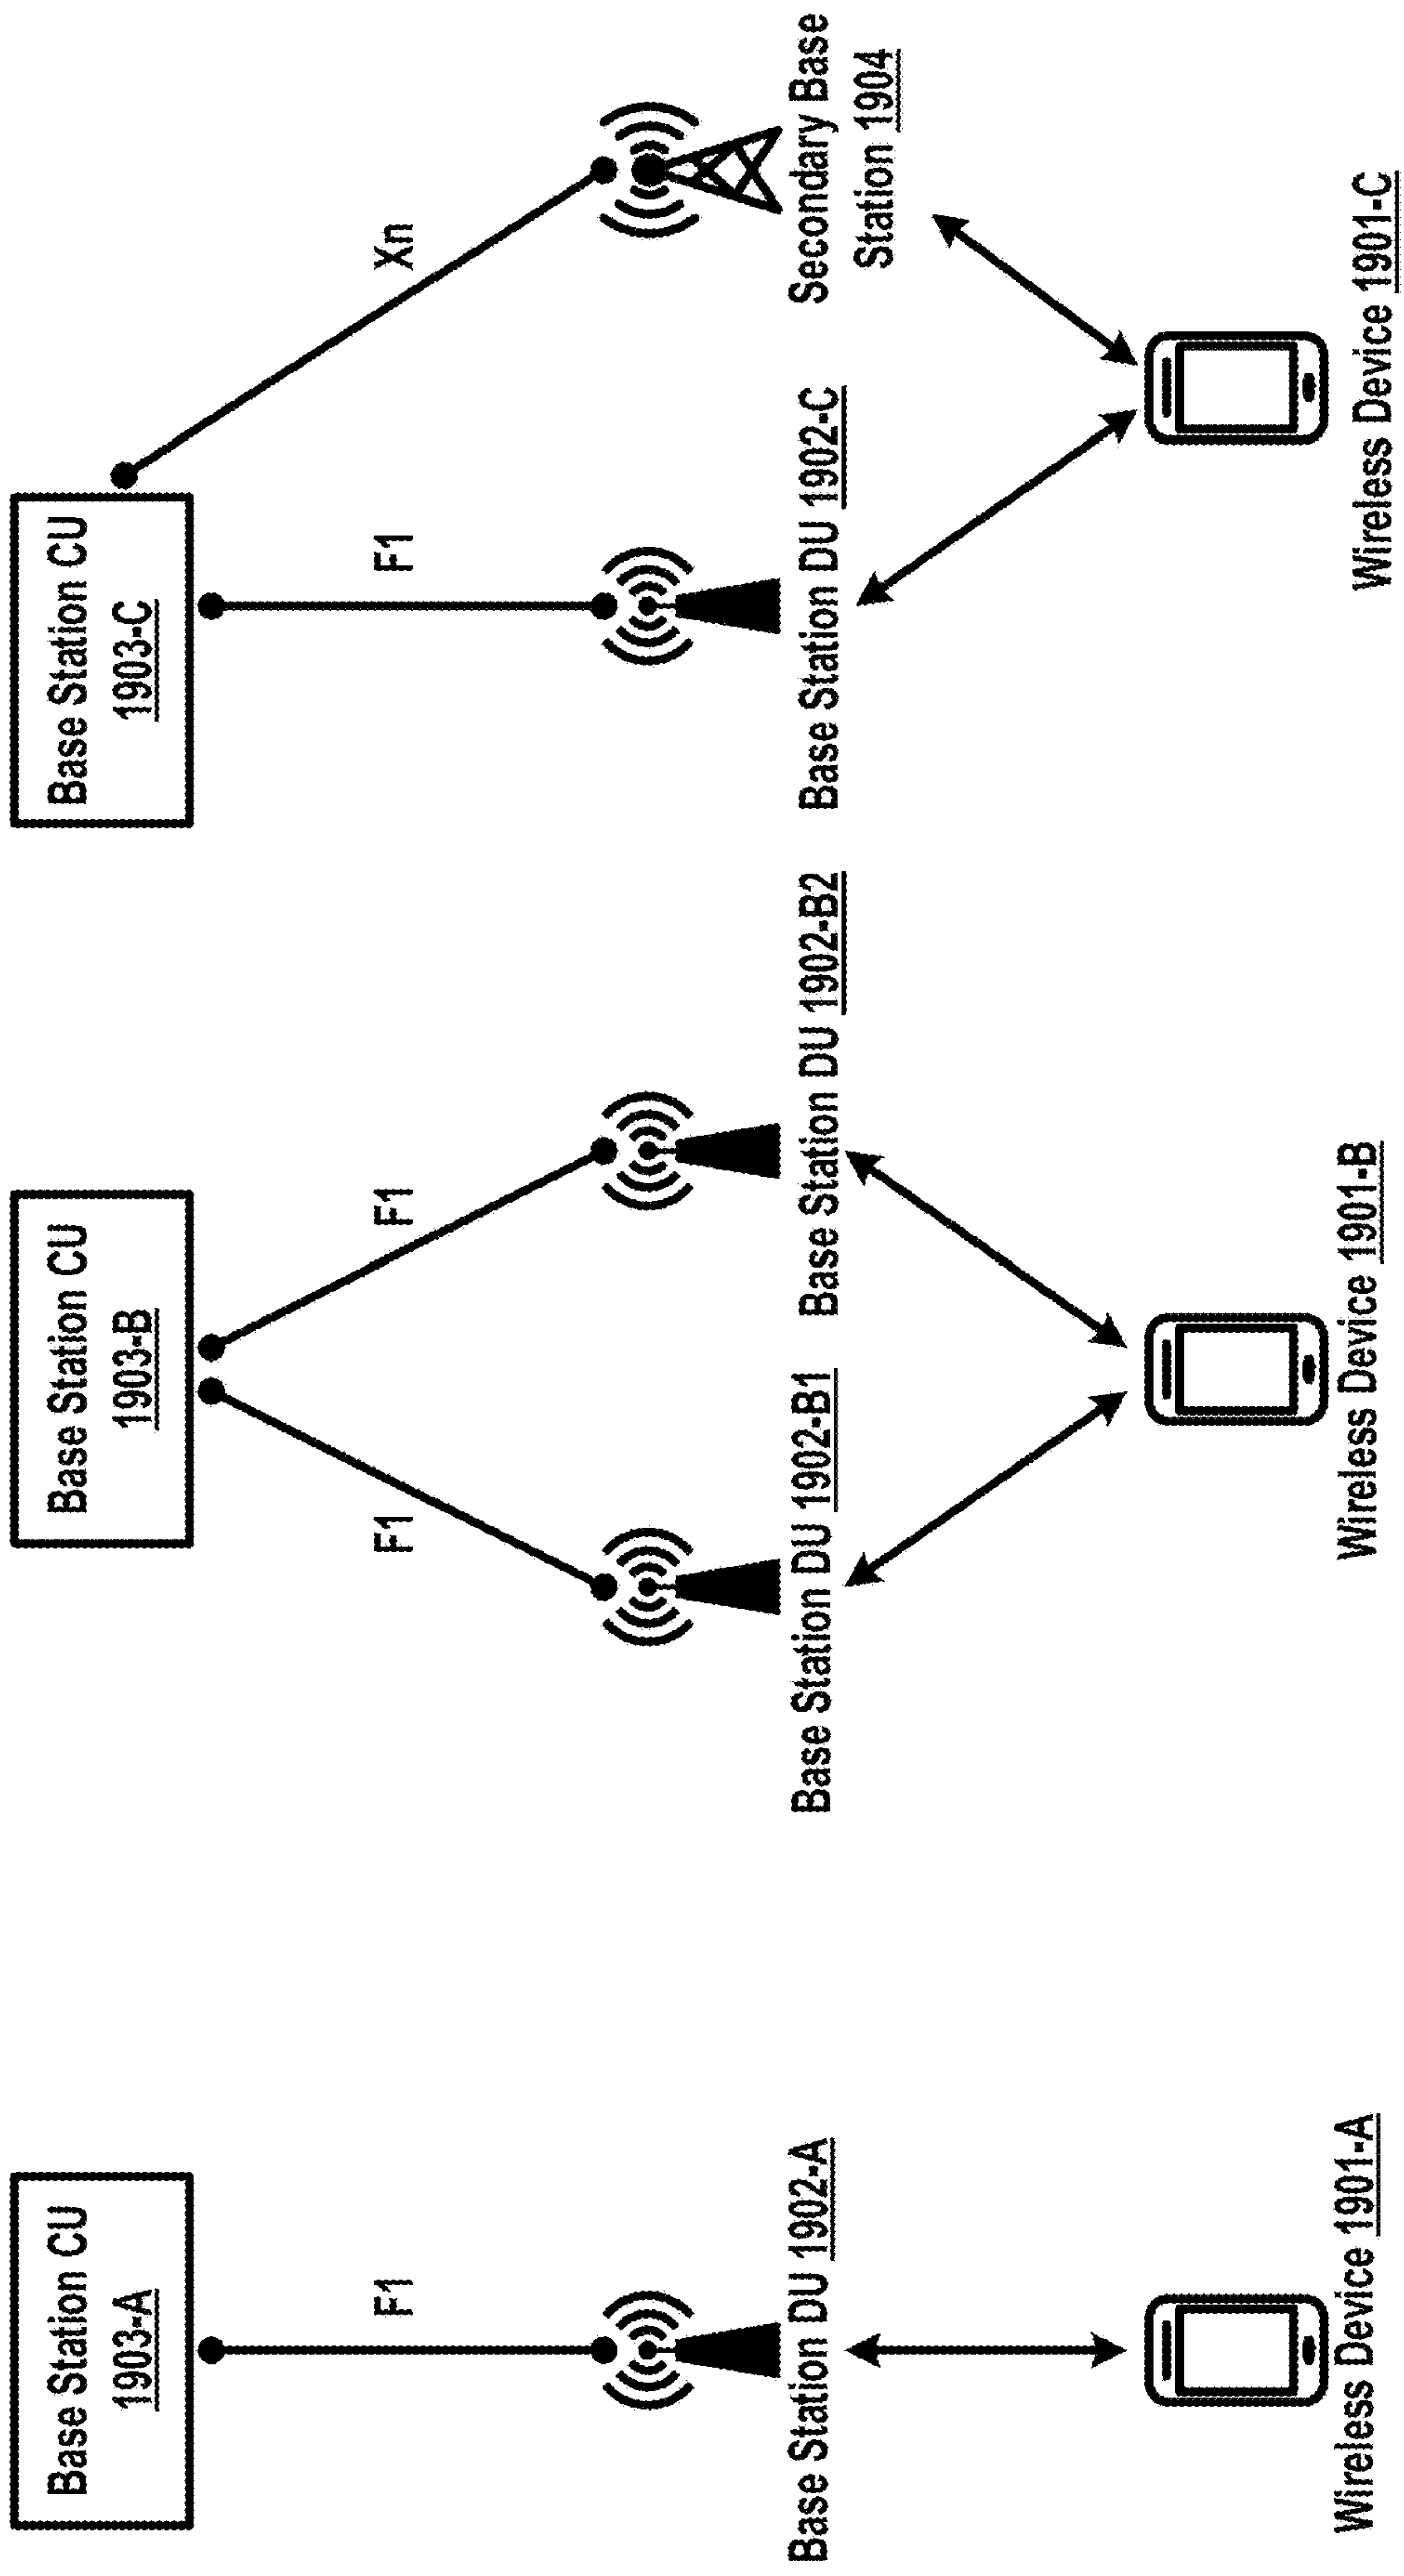 Base Station CU
1903-A
F1
Base Station DU 1902-A
Wireless Device 1901-A
Base Station CU
1903-B
F1
F1
Base Station DU 1902-B1
Base Station DU 1902-B2
Wireless Device 1901-B
Base Station CU
1903-C
F1
Xn
Base Station DU 1902-C
Secondary Base
Station 1904
Wireless Device 1901-C